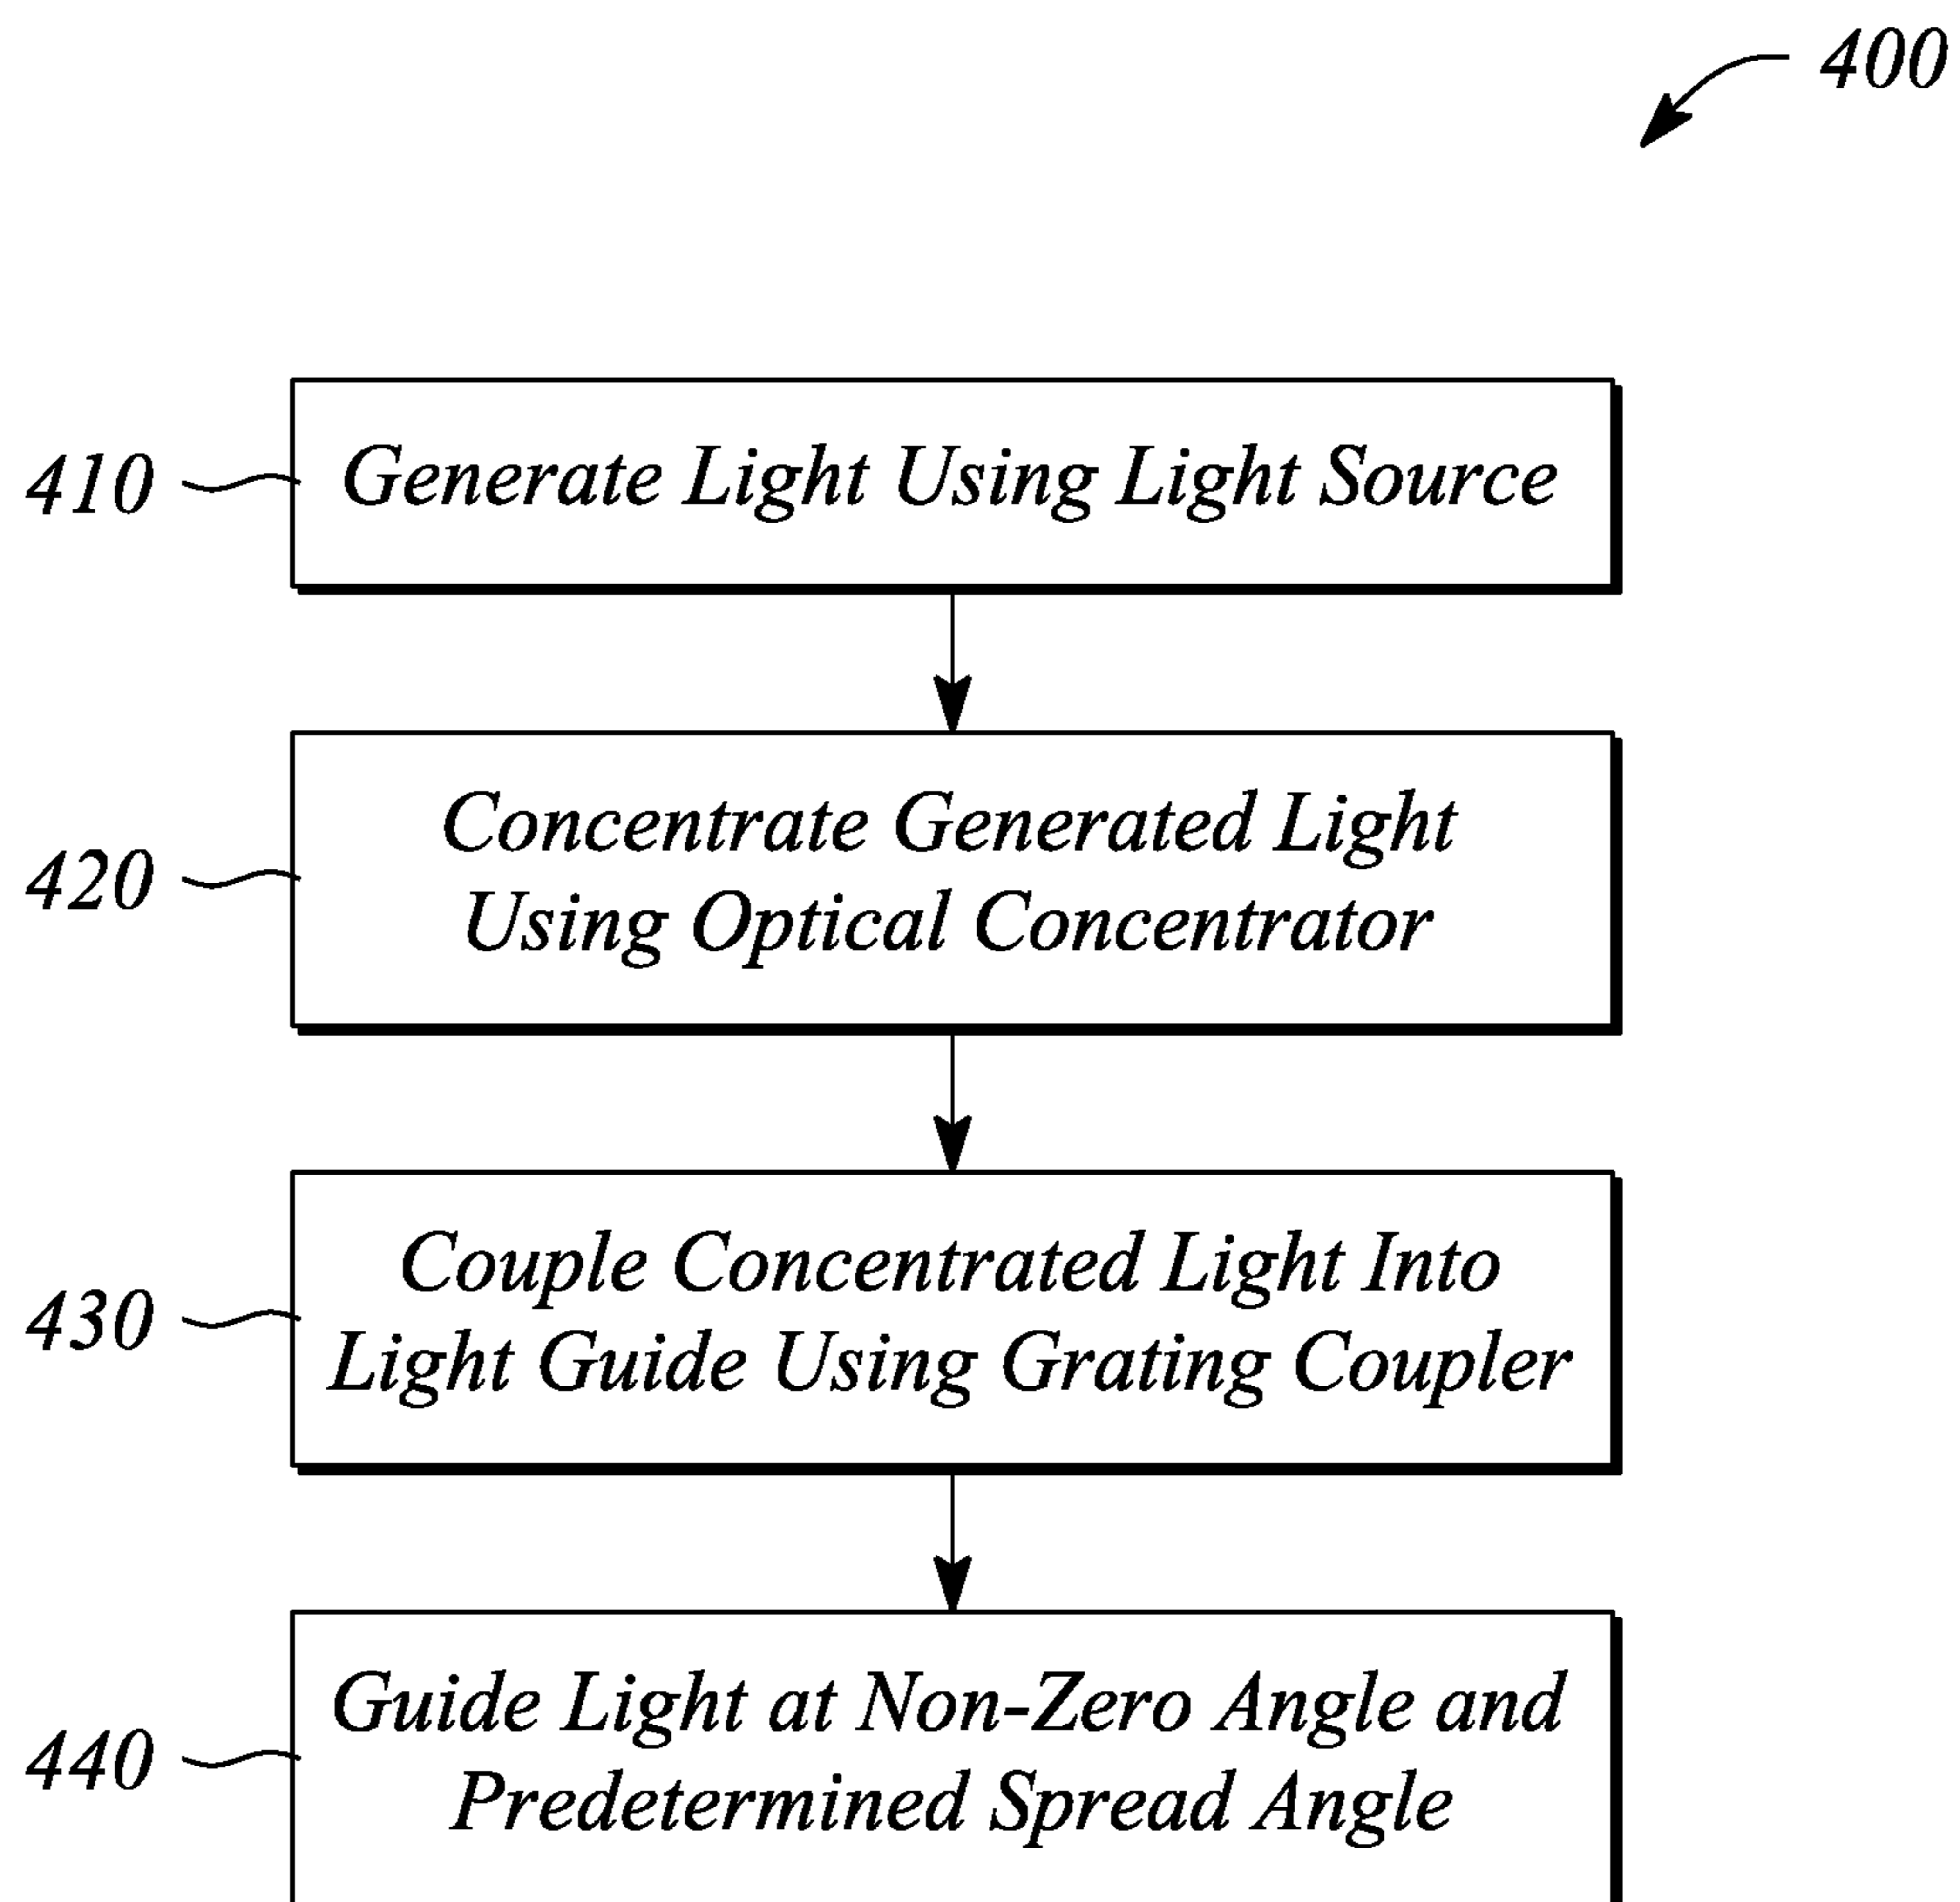 400
410
Generate Light Using Light Source
420
Concentrate Generated Light
Using Optical Concentrator
430
Couple Concentrated Light Into
Light Guide Using Grating Coupler
440
Guide Light at Non-Zero Angle and
Predetermined Spread Angle